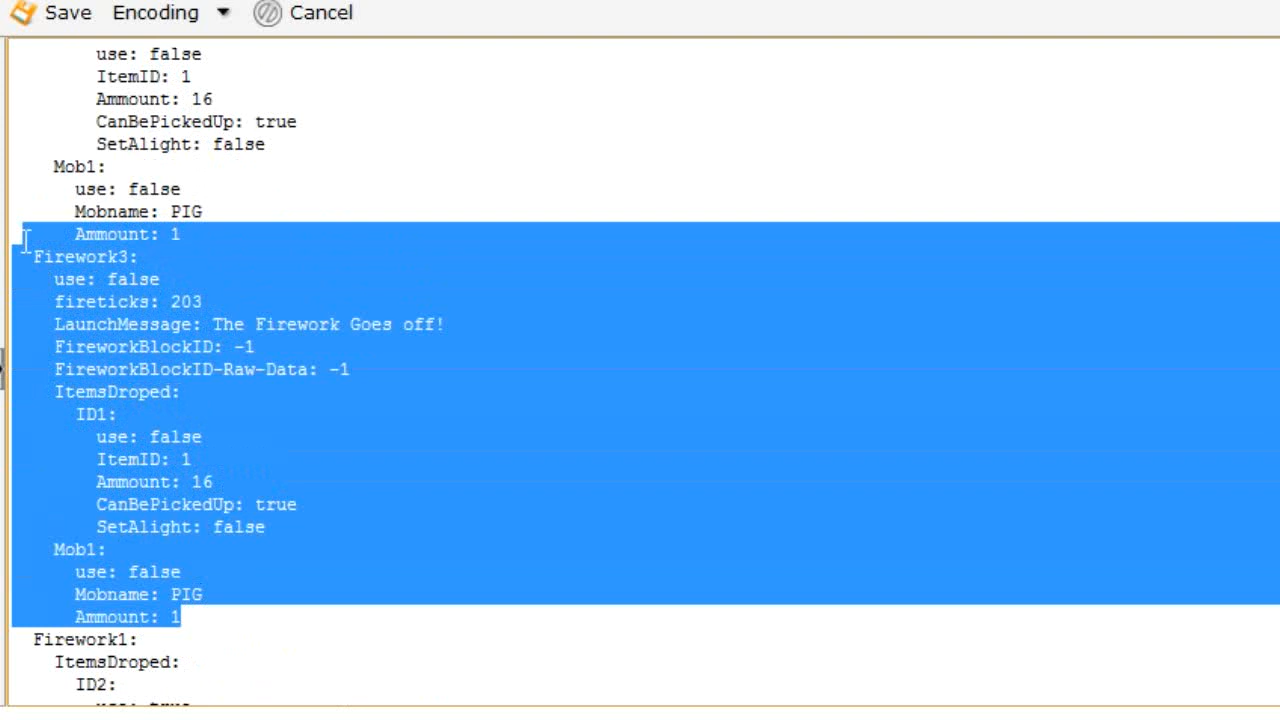 Save Encoding Cancel
use: false
ItemID: 1
Ammount: 16
CanBePickedUp: true
SetAlight: false
Mob1:
use: false
Mobname: PIG
Ammount: 1
Firework3:
use: false
fireticks: 203
LaunchMessage: The Firework Goes off!
FireworkBlockID: -1
FireworkBlockID-Raw-Data: -1
ItemsDroped:
ID1:
use: false
ItemID: 1
Ammount: 16
CanBePickedUp: true
SetAlight: false
Mob1:
use: false
Mobname: PIG
Ammount: 1
Firework1:
ItemsDroped:
ID2: